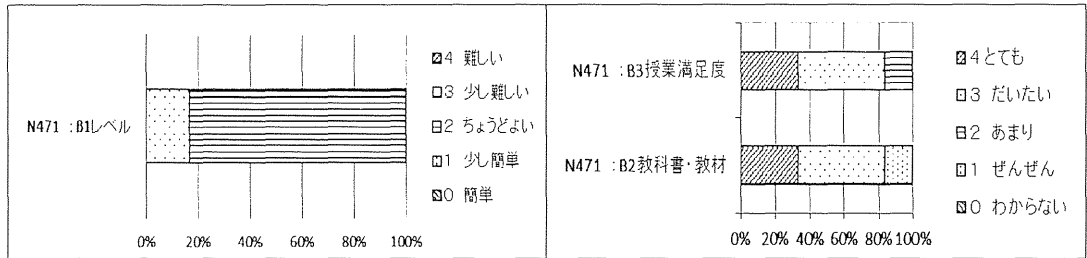 0% 20% 40% 60% 80% 100%
N471 :B1レベル
4 難しい
3 少し難しい
2 ちょうどよい
1 少し簡単
0 簡単
N471 :B3授業満足度
N471 :B2教科書・教材
0% 20% 40% 60% 80% 100%
4とても
3 だいたい
2 あまり
1 ぜんぜん
0 わからない